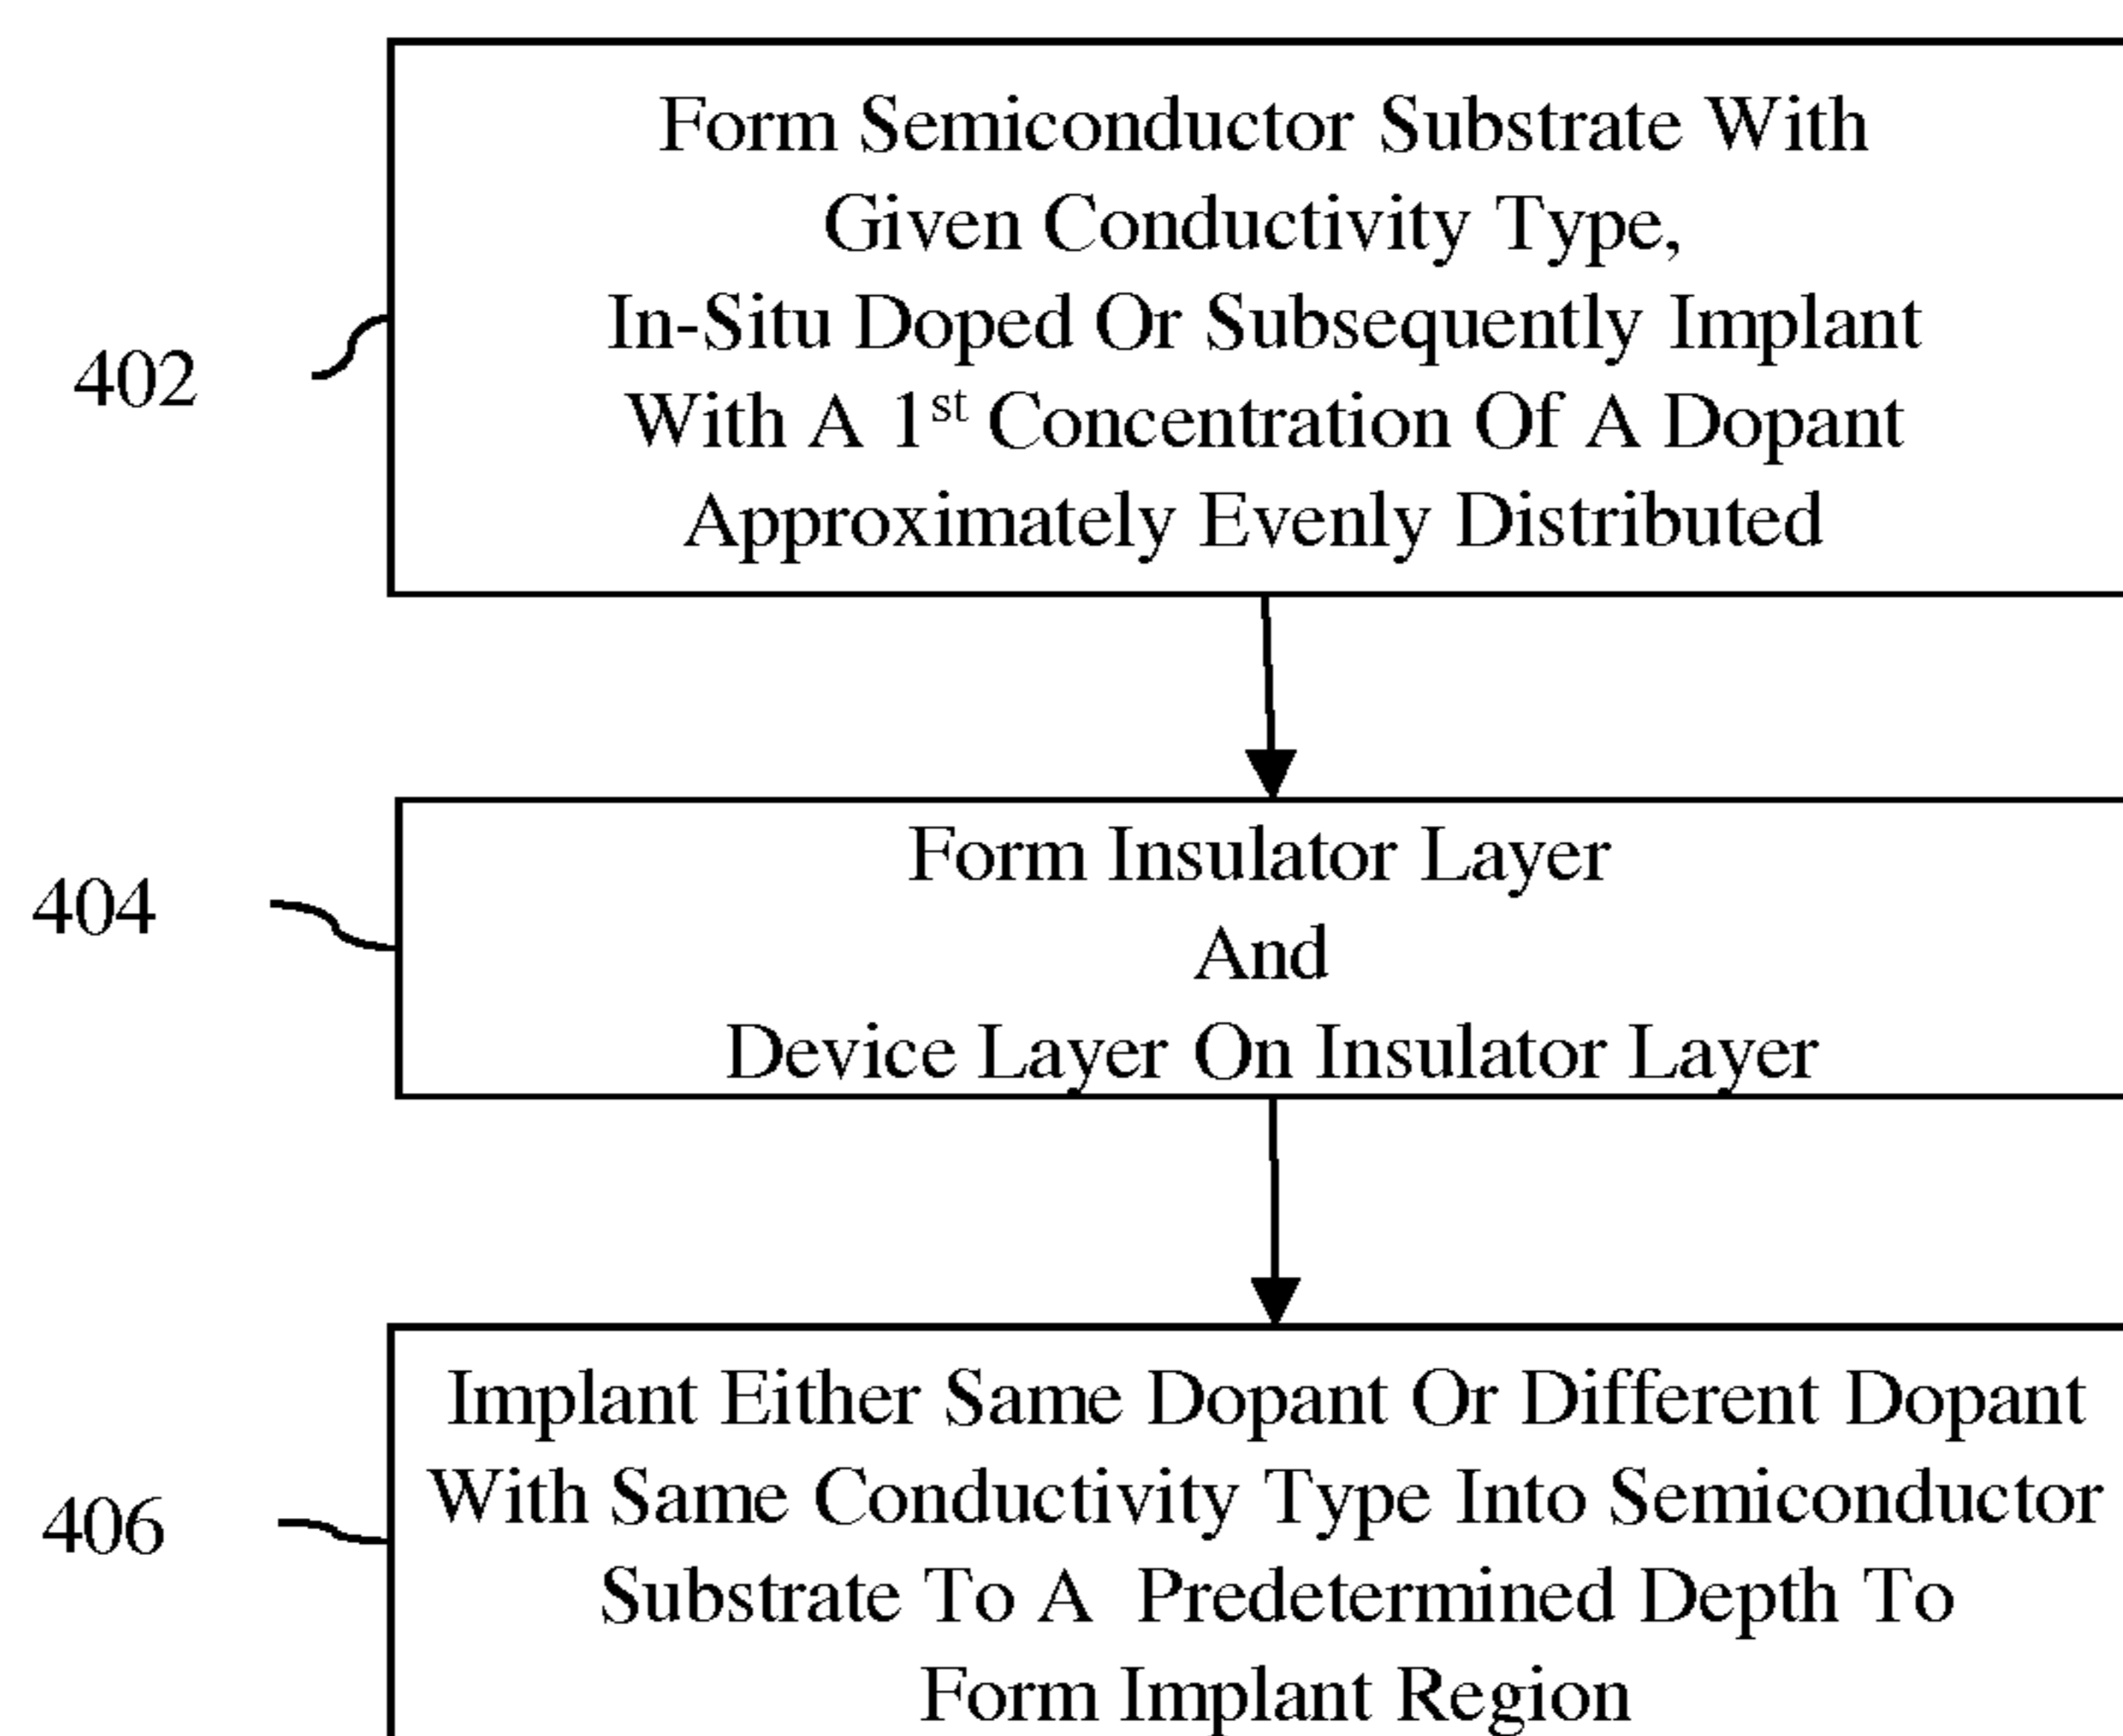 Form Semiconductor Substrate With
Given Conductivity Type,
In-Situ Doped Or Subsequently Implant
402
With A 1st Concentration Of A Dopant
Approximately Evenly Distributed
Form Insulator Layer
404
And
Device Layer On Insulator Layer
Implant Either Same Dopant Or Different Dopant
With Same Conductivity Type Into Semiconductor
406
Substrate To A Predetermined Depth To
Form Implant Region